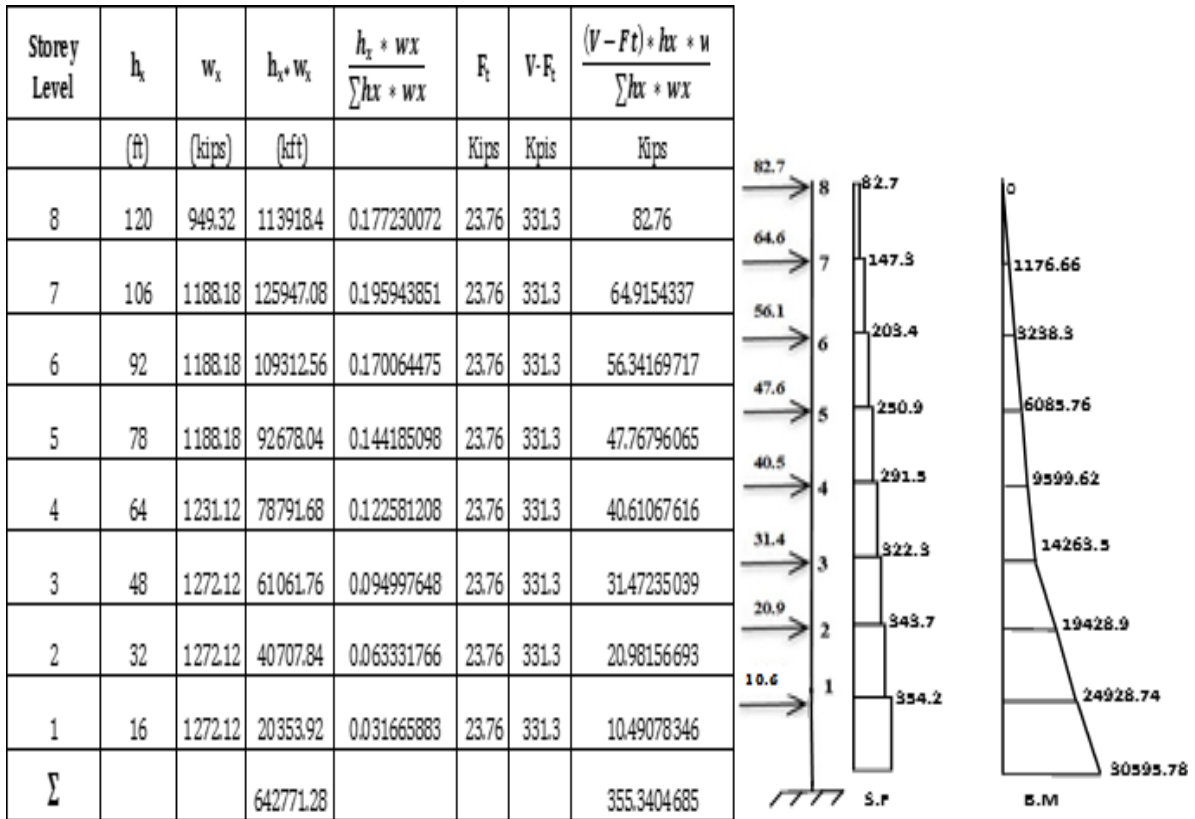 Storey Level | hₓ | wₓ | hₓ*wₓ | hₓ * wx / ∑hx * wx | Fₜ | V-Fₜ | (V−Ft)*hx * w / ∑hx * wx
(ft) | (kips) | (kft) | | Kips | Kpis | Kips
8 | 120 | 949.32 | 113918.4 | 0.177230072 | 23.76 | 331.3 | 82.76
7 | 106 | 1188.18 | 125947.08 | 0.195943851 | 23.76 | 331.3 | 64.9154337
6 | 92 | 1188.18 | 109312.56 | 0.170064475 | 23.76 | 331.3 | 56.34169717
5 | 78 | 1188.18 | 92678.04 | 0.144185098 | 23.76 | 331.3 | 47.76796065
4 | 64 | 1231.12 | 78791.68 | 0.122581208 | 23.76 | 331.3 | 40.61067616
3 | 48 | 1272.12 | 61061.76 | 0.094997648 | 23.76 | 331.3 | 31.47235039
2 | 32 | 1272.12 | 40707.84 | 0.063331766 | 23.76 | 331.3 | 20.98156693
1 | 16 | 1272.12 | 20353.92 | 0.031665883 | 23.76 | 331.3 | 10.49078346
∑ | | | 642771.28 | | | | 355.3404685
82.7 8 82.7 0
64.6 7 147.3 1176.66
56.1 6 203.4 3238.3
47.6 5 250.9 6085.76
40.5 4 291.5 9599.62
31.4 3 322.3 14263.5
20.9 2 343.7 19428.9
10.6 1 354.2 24928.74
30595.78
S.F B.M